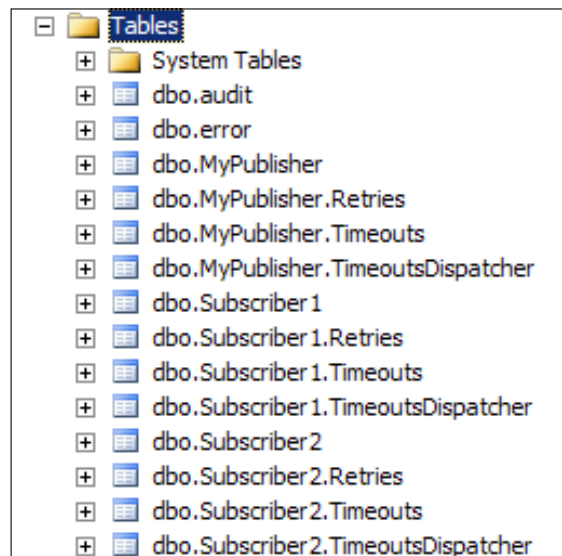 Tables
System Tables
dbo.audit
dbo.error
dbo.MyPublisher
dbo.MyPublisher.Retries
dbo.MyPublisher.Timeouts
dbo.MyPublisher.TimeoutsDispatcher
dbo.Subscriber1
dbo.Subscriber1.Retries
dbo.Subscriber1.Timeouts
dbo.Subscriber1.TimeoutsDispatcher
dbo.Subscriber2
dbo.Subscriber2.Retries
dbo.Subscriber2.Timeouts
dbo.Subscriber2.TimeoutsDispatcher